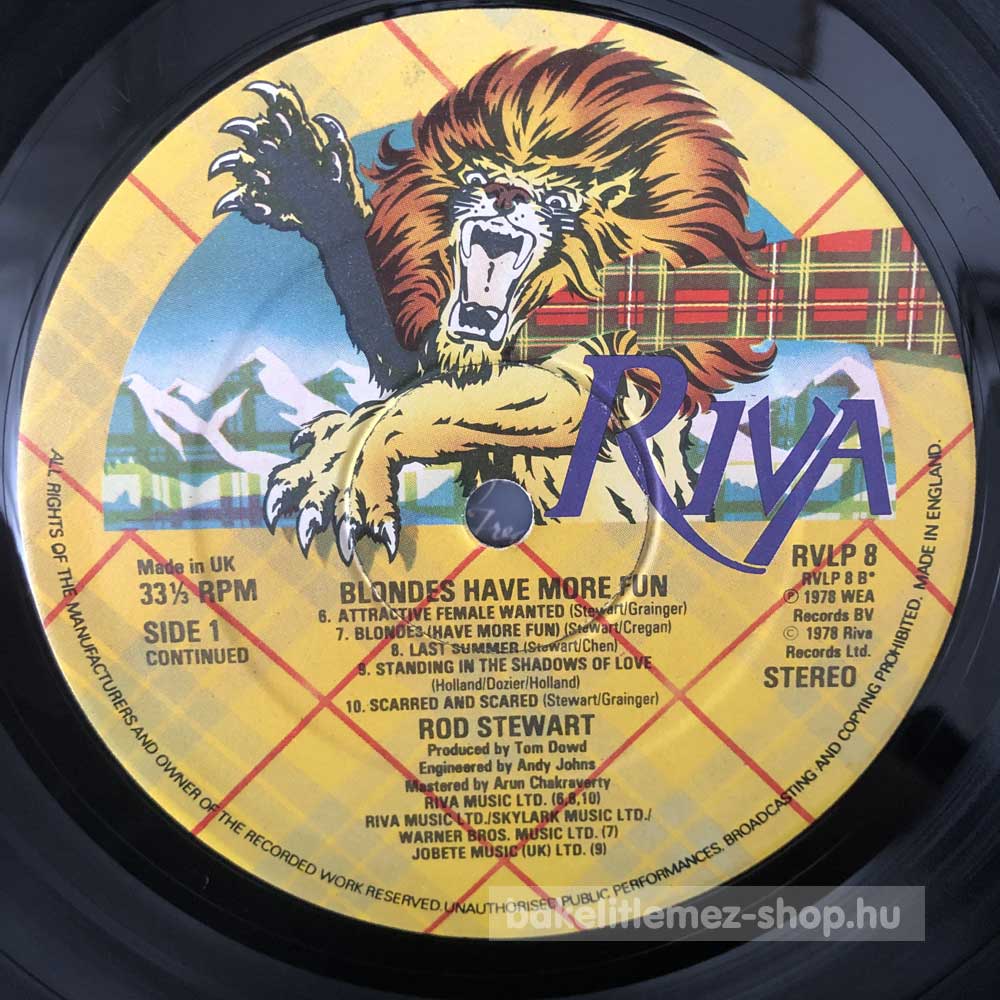 RIVA
Made in UK
33⅓ RPM
SIDE 1
CONTINUED
BLONDES HAVE MORE FUN
6. ATTRACTIVE FEMALE WANTED (Stewart/Grainger)
7. BLONDES (HAVE MORE FUN) (Stewart/Cregan)
8. LAST SUMMER (Stewart/Chen)
9. STANDING IN THE SHADOWS OF LOVE
(Holland/Dozier/Holland)
10. SCARRED AND SCARED (Stewart/Grainger)
ROD STEWART
Produced by Tom Dowd
Engineered by Andy Johns
Mastered by Arun Chakraverty
RIVA MUSIC LTD. (6,8,10)
RIVA MUSIC LTD./SKYLARK MUSIC LTD./
WARNER BROS. MUSIC LTD. (7)
JOBETE MUSIC (UK) LTD. (9)
RVLP 8
RVLP 8 B*
℗ 1978 WEA
Records BV
© 1978 Riva
Records Ltd.
STEREO
ALL RIGHTS OF THE MANUFACTURERS AND OWNER OF THE RECORDED WORK RESERVED. UNAUTHORISED PUBLIC PERFORMANCES, BROADCASTING AND COPYING PROHIBITED. MADE IN ENGLAND.
bakelitlemez-shop.hu